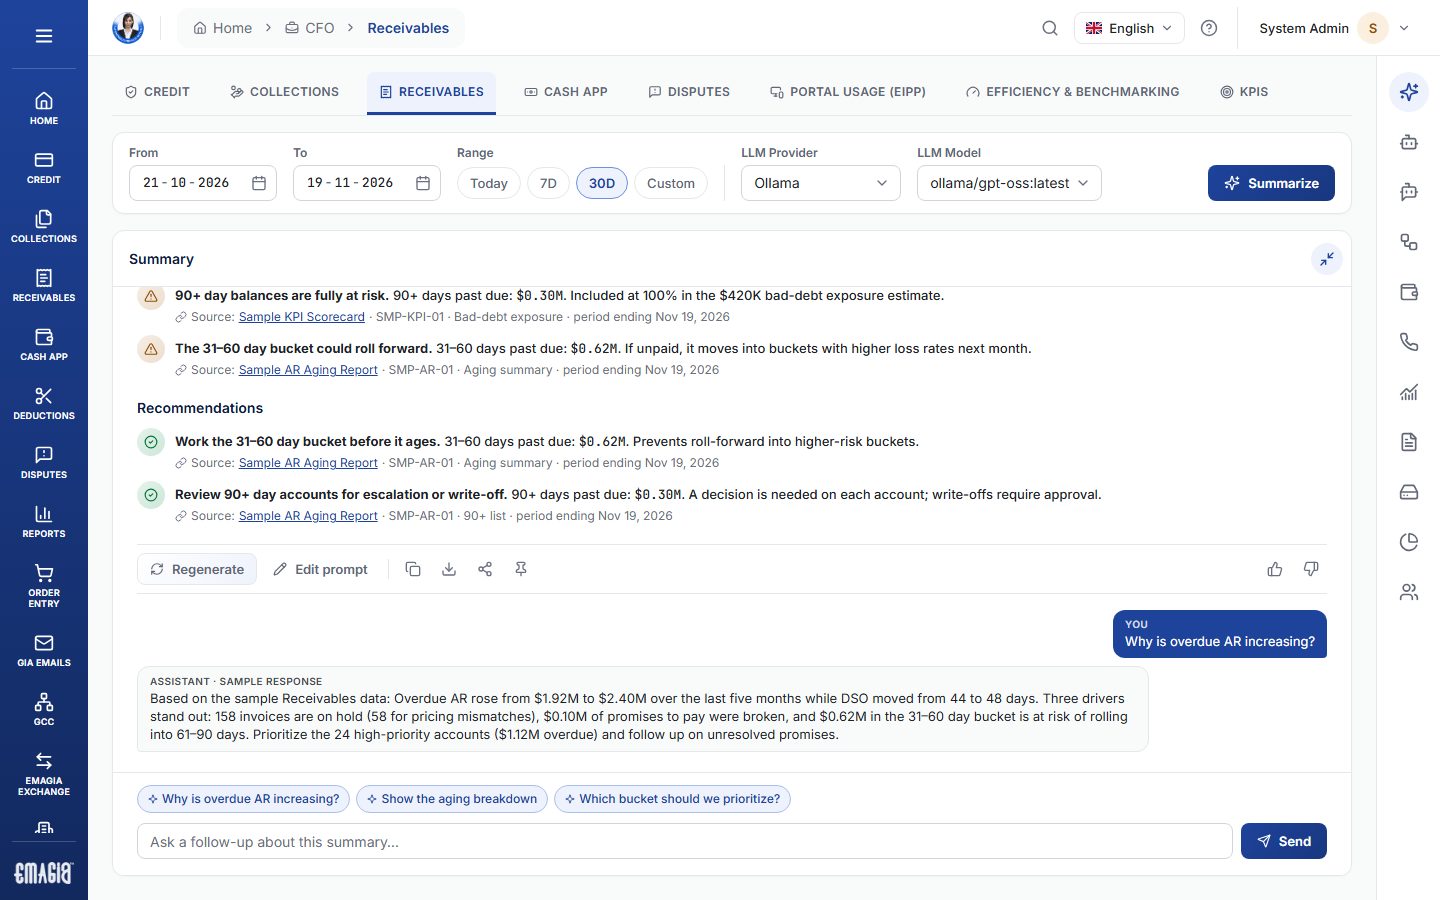 Home
CFO
Receivables
English
System Admin
S
HOME
CREDIT
COLLECTIONS
RECEIVABLES
CASH APP
DEDUCTIONS
DISPUTES
REPORTS
ORDER
ENTRY
GIA EMAILS
GCC
EMAGIA
EXCHANGE
EMAGIA
CREDIT
COLLECTIONS
RECEIVABLES
CASH APP
DISPUTES
PORTAL USAGE (EIPP)
EFFICIENCY & BENCHMARKING
KPIS
From
To
Range
LLM Provider
LLM Model
21-10-2026
19-11-2026
Today
7D
30D
Custom
Ollama
ollama/gpt-oss:latest
Summarize
Summary
90+ day balances are fully at risk. 90+ days past due: $0.30M. Included at 100% in the $420K bad-debt exposure estimate.
Source: Sample KPI Scorecard · SMP-KPI-01 · Bad-debt exposure · period ending Nov 19, 2026
The 31–60 day bucket could roll forward. 31–60 days past due: $0.62M. If unpaid, it moves into buckets with higher loss rates next month.
Source: Sample AR Aging Report · SMP-AR-01 · Aging summary · period ending Nov 19, 2026
Recommendations
Work the 31–60 day bucket before it ages. 31–60 days past due: $0.62M. Prevents roll-forward into higher-risk buckets.
Source: Sample AR Aging Report · SMP-AR-01 · Aging summary · period ending Nov 19, 2026
Review 90+ day accounts for escalation or write-off. 90+ days past due: $0.30M. A decision is needed on each account; write-offs require approval.
Source: Sample AR Aging Report · SMP-AR-01 · 90+ list · period ending Nov 19, 2026
Regenerate
Edit prompt
YOU
Why is overdue AR increasing?
ASSISTANT · SAMPLE RESPONSE
Based on the sample Receivables data: Overdue AR rose from $1.92M to $2.40M over the last five months while DSO moved from 44 to 48 days. Three drivers
stand out: 158 invoices are on hold (58 for pricing mismatches), $0.10M of promises to pay were broken, and $0.62M in the 31–60 day bucket is at risk of rolling
into 61–90 days. Prioritize the 24 high-priority accounts ($1.12M overdue) and follow up on unresolved promises.
Why is overdue AR increasing?
Show the aging breakdown
Which bucket should we prioritize?
Ask a follow-up about this summary...
Send